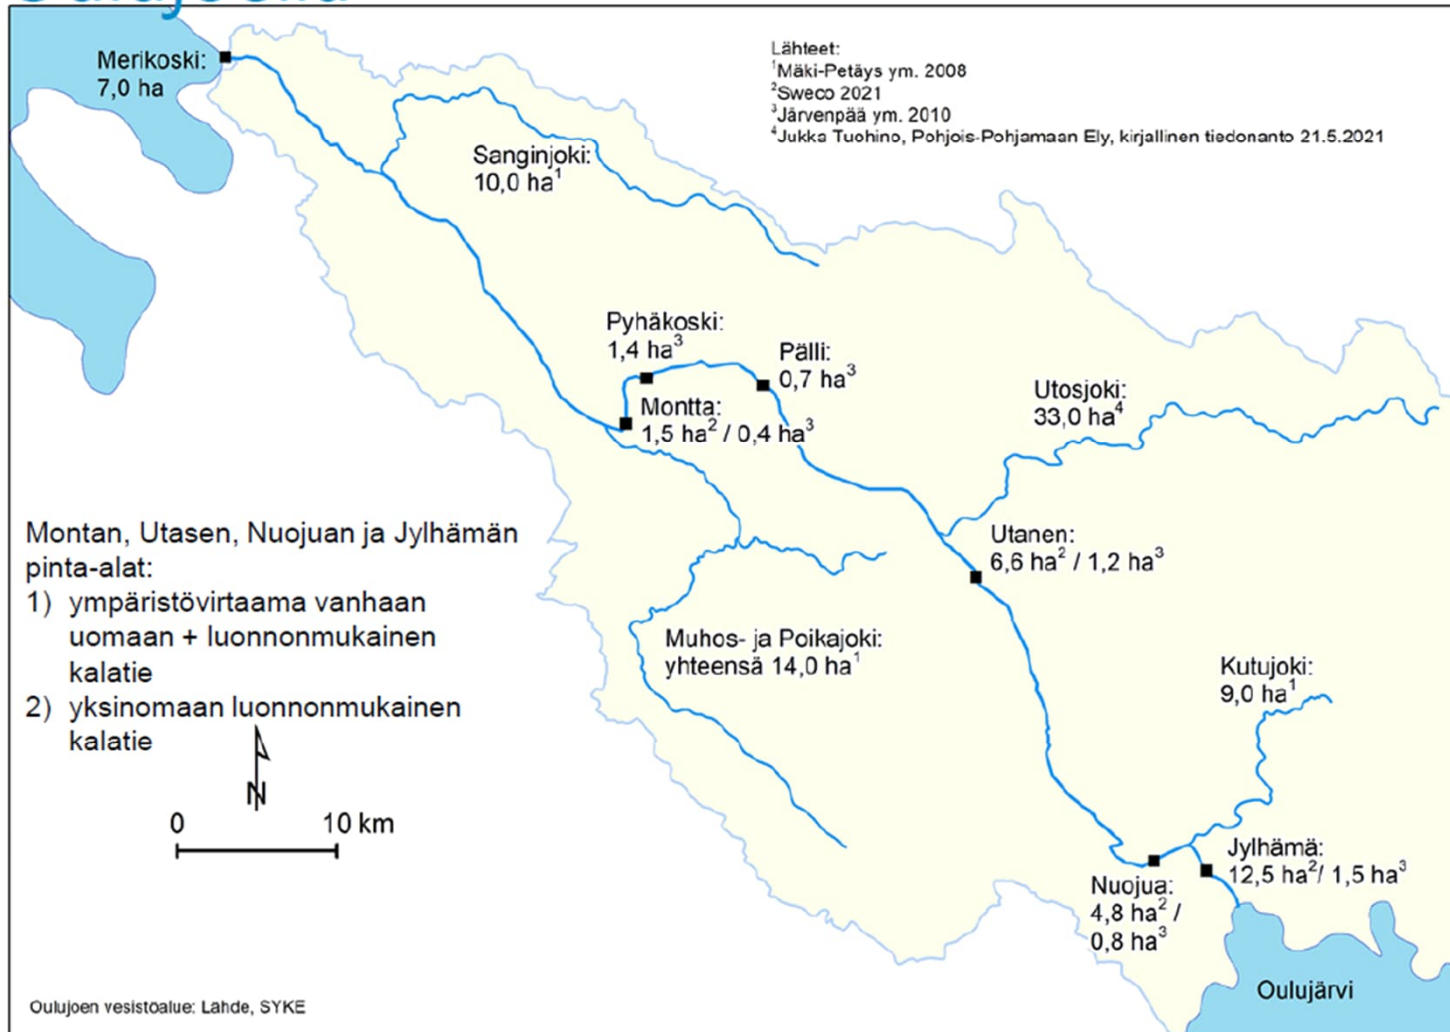 Merikoski:
7,0 ha
Lähteet:
¹Mäki-Petäys ym. 2008
²Sweco 2021
³Järvenpää ym. 2010
⁴Jukka Tuohino, Pohjois-Pohjamaan Ely, kirjallinen tiedonanto 21.5.2021
Sanginjoki:
10,0 ha¹
Pyhäkoski:
1,4 ha³
Pälli:
0,7 ha³
Montta:
1,5 ha² / 0,4 ha³
Utosjoki:
33,0 ha⁴
Utanen:
6,6 ha² / 1,2 ha³
Montan, Utasen, Nuojuan ja Jylhämän
pinta-alat:
1) ympäristövirtaama vanhaan
uomaan + luonnonmukainen
kalatie
2) yksinomaan luonnonmukainen
kalatie
N
0 10 km
Muhos- ja Poikajoki:
yhteensä 14,0 ha¹
Kutujoki:
9,0 ha¹
Jylhämä:
12,5 ha²/ 1,5 ha³
Nuojua:
4,8 ha² /
0,8 ha³
Oulujärvi
Oulujoen vesistöalue: Lähde, SYKE